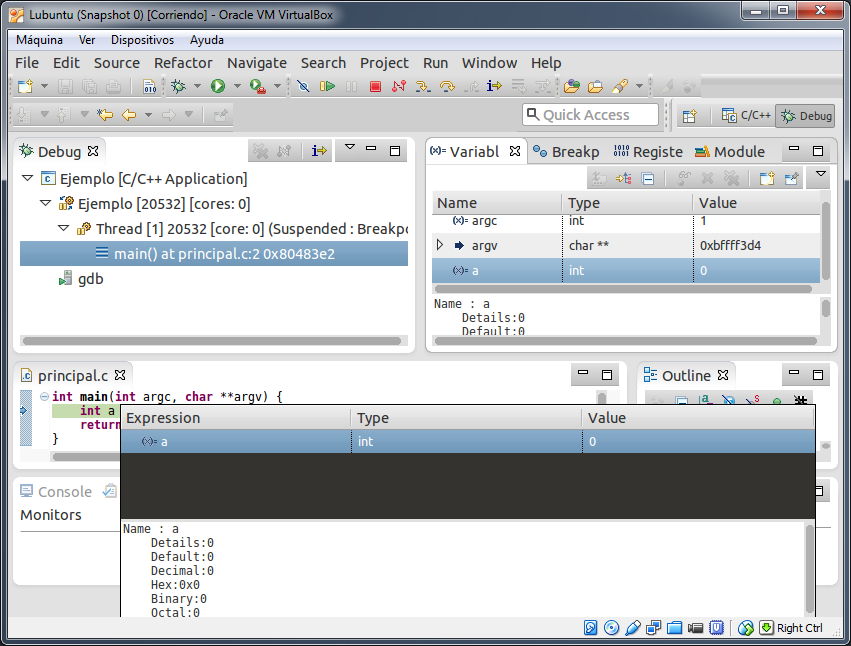 Lubuntu (Snapshot 0) [Corriendo] - Oracle VM VirtualBox
Máquina Ver Dispositivos Ayuda
File Edit Source Refactor Navigate Search Project Run Window Help
Quick Access C/C++ Debug
Debug
Ejemplo [C/C++ Application]
Ejemplo [20532] [cores: 0]
Thread [1] 20532 [core: 0] (Suspended : Breakpo
main() at principal.c:2 0x80483e2
gdb
(x)= Variabl Breakp Registe Module
Name Type Value
(x)= argc int 1
argv char ** 0xbffff3d4
(x)= a int 0
Name : a
Details:0
Default:0
principal.c
int main(int argc, char **argv) {
int a
return
}
Outline
Expression Type Value
(x)= a int 0
Console
Monitors
Name : a
Details:0
Default:0
Decimal:0
Hex:0x0
Binary:0
Octal:0
Right Ctrl